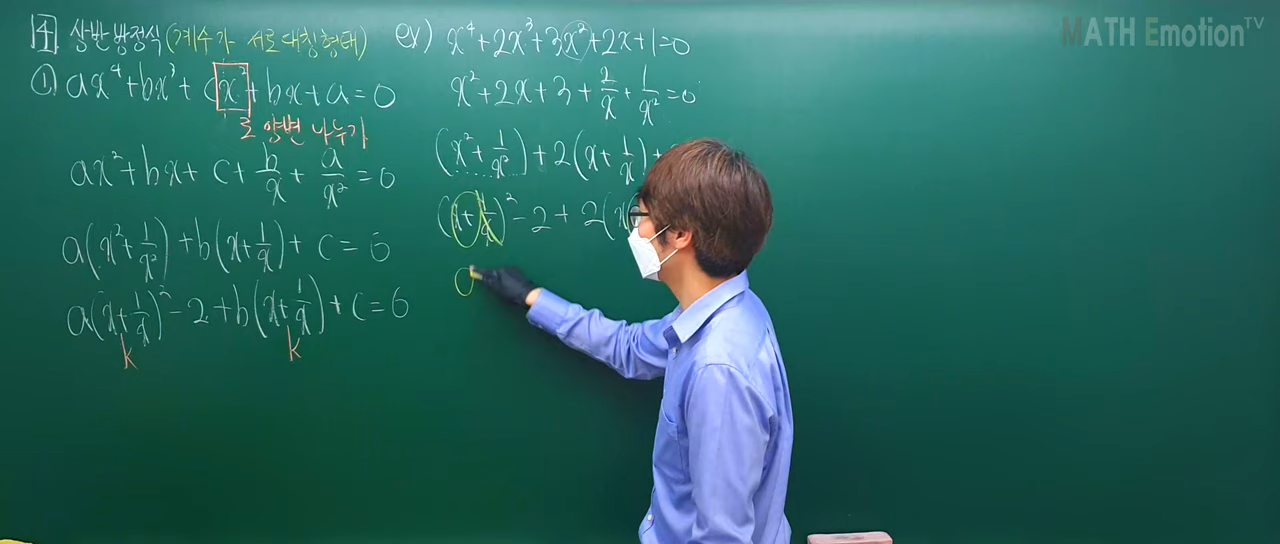 4 상반방정식(계수가 서로대칭형태)
① ax⁴+bx³+cx²+bx+a=0
로 양변 나누기
ax²+bx+c+b/x+a/x²=0
a(x²+1/x²)+b(x+1/x)+c=0
a(x+1/x)²-2+b(x+1/x)+c=0
k k
ex) x⁴+2x³+3x²+2x+1=0
x²+2x+3+2/x+1/x²=0
(x²+1/x²)+2(x+1/x)+
(x+1/x)²-2+2(x
MATH Emotion TV